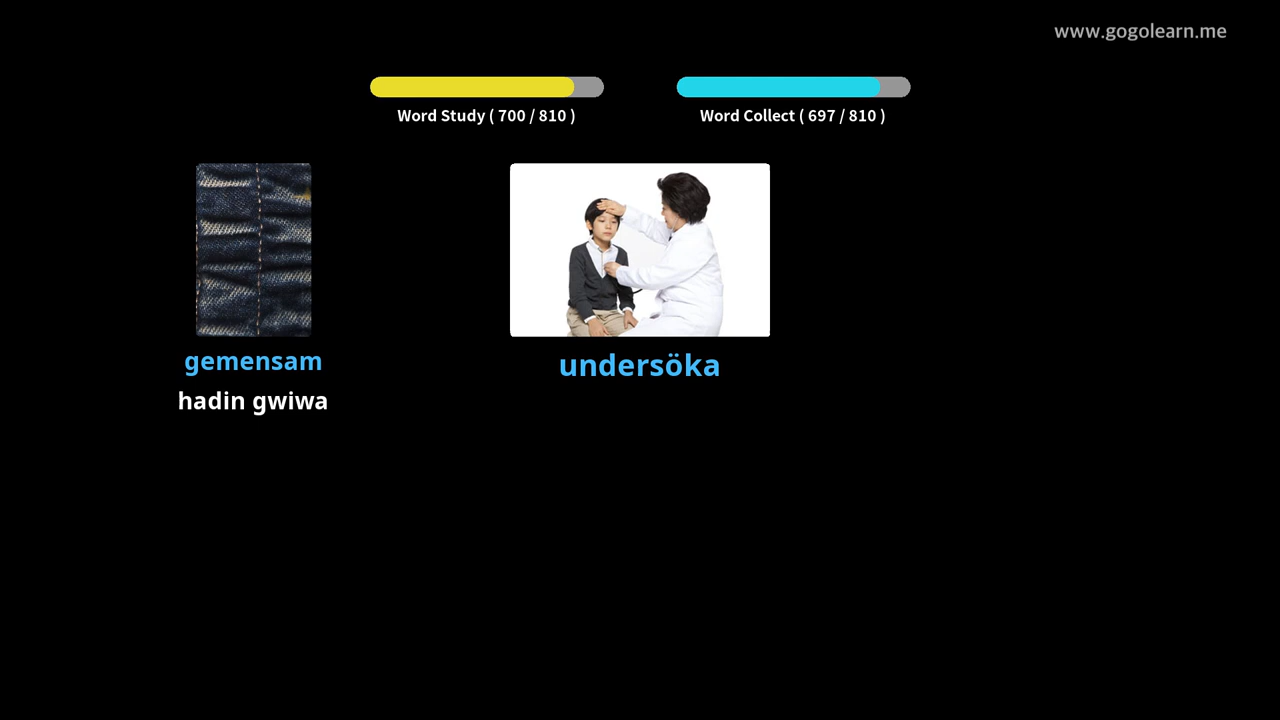 www.gogolearn.me
Word Study ( 700 / 810 )
Word Collect ( 697 / 810 )
gemensam
hadin gwiwa
undersöka